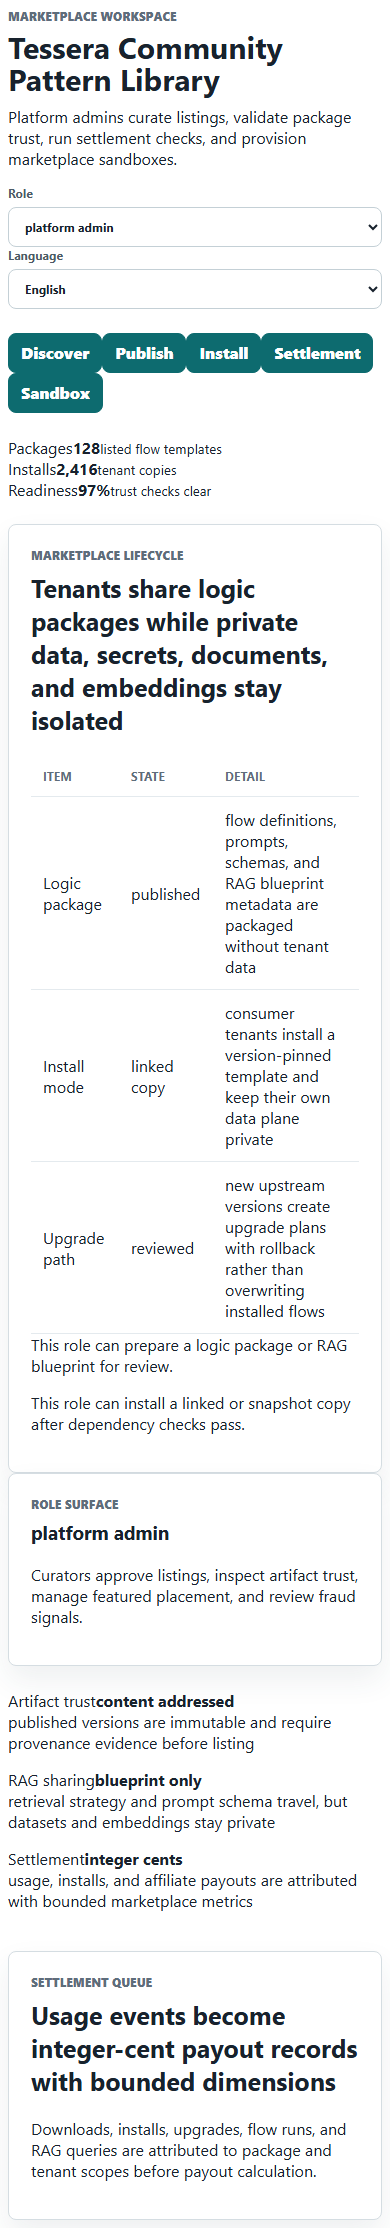 MARKETPLACE WORKSPACE
Tessera Community
Pattern Library
Platform admins curate listings, validate package
trust, run settlement checks, and provision
marketplace sandboxes.
Role
platform admin
Language
English
Discover Publish Install Settlement
Sandbox
Packages128listed flow templates
Installs2,416tenant copies
Readiness97%trust checks clear
MARKETPLACE LIFECYCLE
Tenants share logic
packages while private
data, secrets, documents,
and embeddings stay
isolated
ITEM STATE DETAIL
flow definitions,
prompts,
schemas, and
Logic package published RAG blueprint
metadata are
packaged
without tenant
data
consumer
tenants install a
Install mode linked copy version-pinned
template and
keep their own
data plane
private
new upstream
versions create
upgrade plans
Upgrade path reviewed with rollback
rather than
overwriting
installed flows
This role can prepare a logic package or RAG
blueprint for review.
This role can install a linked or snapshot copy
after dependency checks pass.
ROLE SURFACE
platform admin
Curators approve listings, inspect artifact trust,
manage featured placement, and review fraud
signals.
Artifact trustcontent addressed
published versions are immutable and require
provenance evidence before listing
RAG sharingblueprint only
retrieval strategy and prompt schema travel, but
datasets and embeddings stay private
Settlementinteger cents
usage, installs, and affiliate payouts are attributed
with bounded marketplace metrics
SETTLEMENT QUEUE
Usage events become
integer-cent payout records
with bounded dimensions
Downloads, installs, upgrades, flow runs, and
RAG queries are attributed to package and
tenant scopes before payout calculation.